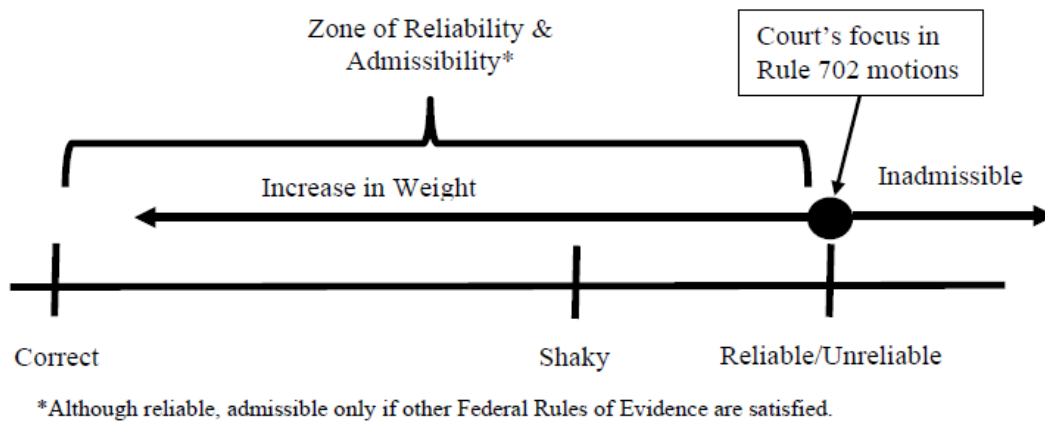 Zone of Reliability &
Admissibility*
Court's focus in
Rule 702 motions
Increase in Weight
Inadmissible
Correct
Shaky
Reliable/Unreliable
*Although reliable, admissible only if other Federal Rules of Evidence are satisfied.